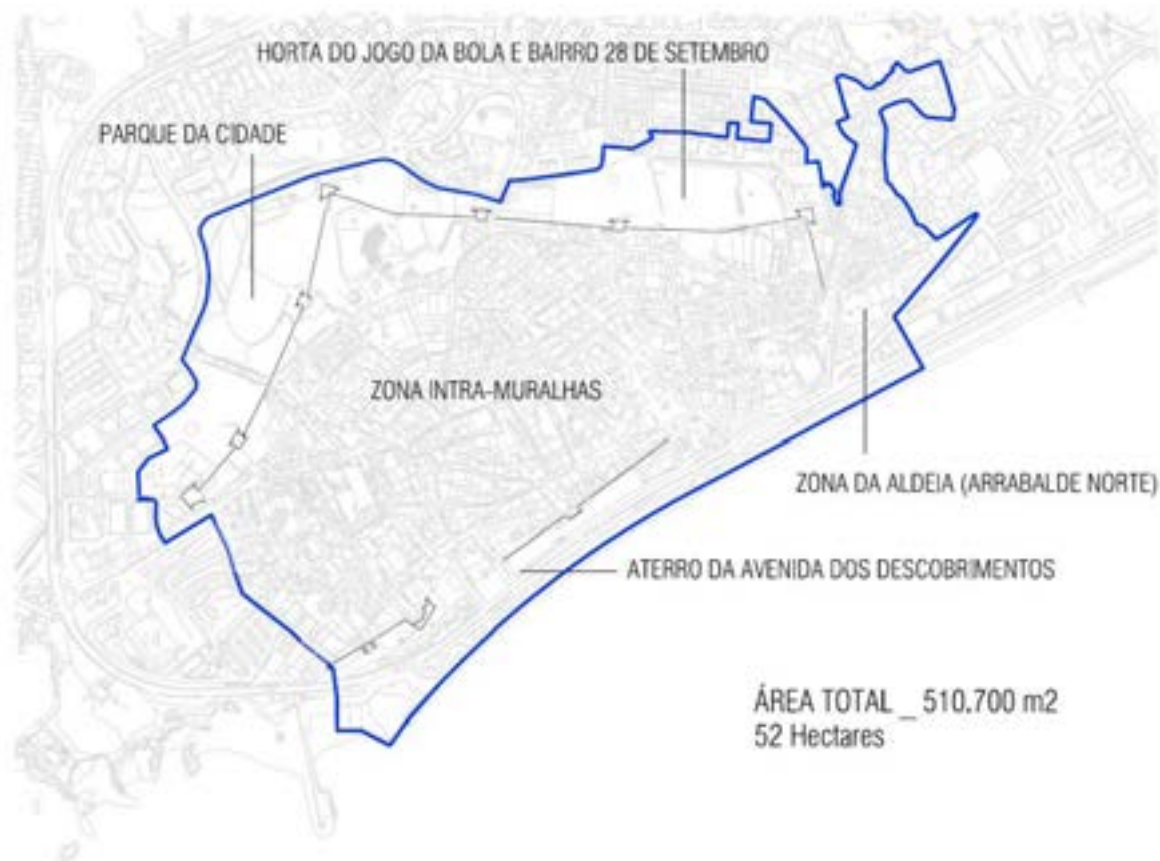 HORTA DO JOGO DA BOLA E BAIRRO 28 DE SETEMBRO
PARQUE DA CIDADE
ZONA INTRA-MURALHAS
ZONA DA ALDEIA (ARRABALDE NORTE)
ATERRO DA AVENIDA DOS DESCOBRIMENTOS
ÁREA TOTAL _ 510.700 m2
52 Hectares